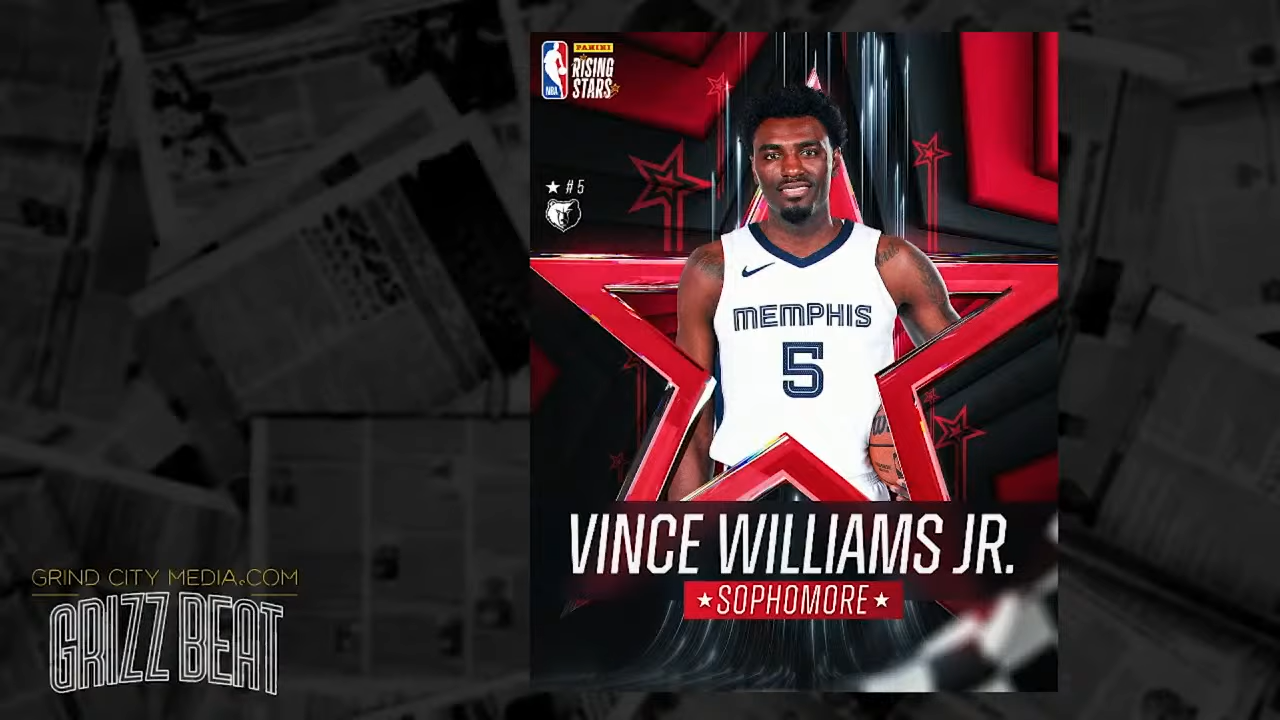 PANINI
RISING
STARS
NBA
★ #5
MEMPHIS
5
VINCE WILLIAMS JR.
★SOPHOMORE★
GRIND CITY MEDIA.COM
GRIZZ BEAT